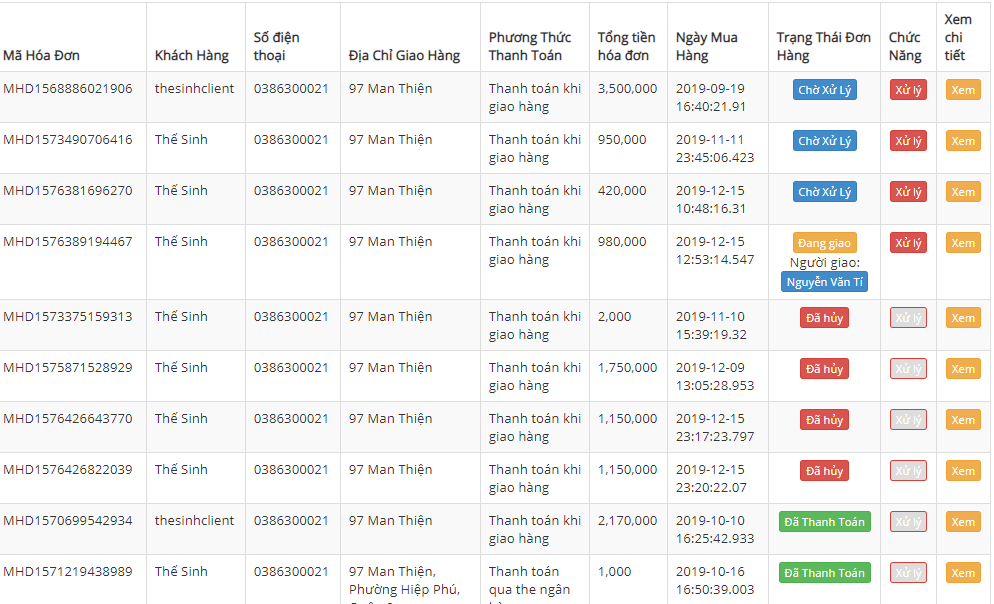 Mã Hóa Đơn
Khách Hàng
Số điện
thoại
Địa Chỉ Giao Hàng
Phương Thức
Thanh Toán
Tổng tiền
hóa đơn
Ngày Mua
Hàng
Trạng Thái Đơn
Hàng
Chức
Năng
Xem
chi
tiết
MHD1568886021906
thesinhclient
0386300021
97 Man Thiện
Thanh toán khi
giao hàng
3,500,000
2019-09-19
16:40:21.91
Chờ Xử Lý
Xử lý
Xem
MHD1573490706416
Thế Sinh
0386300021
97 Man Thiện
Thanh toán khi
giao hàng
950,000
2019-11-11
23:45:06.423
Chờ Xử Lý
Xử lý
Xem
MHD1576381696270
Thế Sinh
0386300021
97 Man Thiện
Thanh toán khi
giao hàng
420,000
2019-12-15
10:48:16.31
Chờ Xử Lý
Xử lý
Xem
MHD1576389194467
Thế Sinh
0386300021
97 Man Thiện
Thanh toán khi
giao hàng
980,000
2019-12-15
12:53:14.547
Đang giao
Người giao:
Nguyễn Văn Tí
Xử lý
Xem
MHD1573375159313
Thế Sinh
0386300021
97 Man Thiện
Thanh toán khi
giao hàng
2,000
2019-11-10
15:39:19.32
Đã hủy
Xử lý
Xem
MHD1575871528929
Thế Sinh
0386300021
97 Man Thiện
Thanh toán khi
giao hàng
1,750,000
2019-12-09
13:05:28.953
Đã hủy
Xử lý
Xem
MHD1576426643770
Thế Sinh
0386300021
97 Man Thiện
Thanh toán khi
giao hàng
1,150,000
2019-12-15
23:17:23.797
Đã hủy
Xử lý
Xem
MHD1576426822039
Thế Sinh
0386300021
97 Man Thiện
Thanh toán khi
giao hàng
1,150,000
2019-12-15
23:20:22.07
Đã hủy
Xử lý
Xem
MHD1570699542934
thesinhclient
0386300021
97 Man Thiện
Thanh toán khi
giao hàng
2,170,000
2019-10-10
16:25:42.933
Đã Thanh Toán
Xử lý
Xem
MHD1571219438989
Thế Sinh
0386300021
97 Man Thiện,
Phường Hiệp Phú,
Thanh toán
qua the ngân
1,000
2019-10-16
16:50:39.003
Đã Thanh Toán
Xử lý
Xem